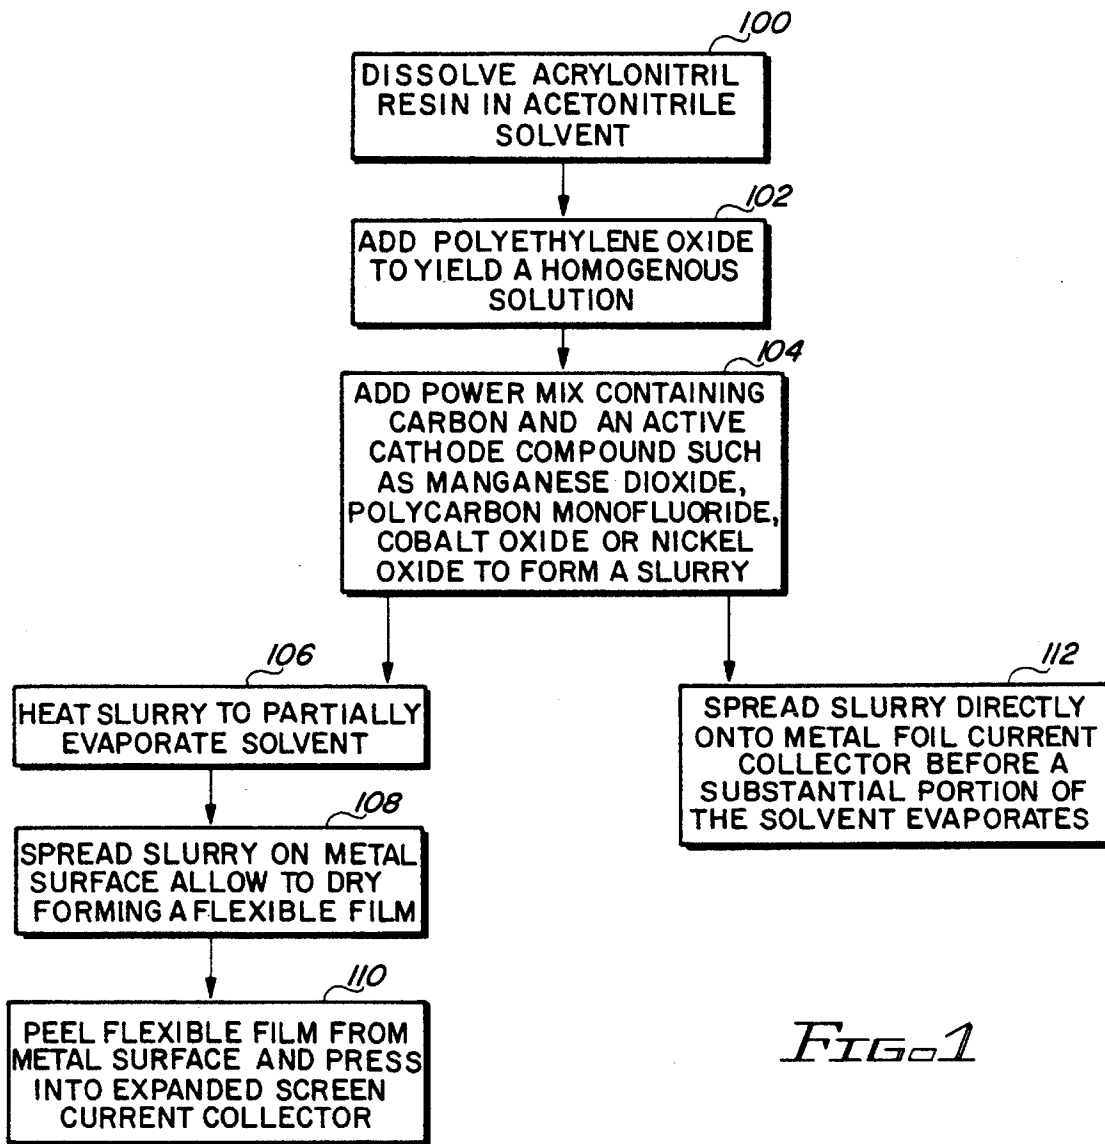 100
DISSOLVE ACRYLONITRIL
RESIN IN ACETONITRILE
SOLVENT
102
ADD POLYETHYLENE OXIDE
TO YIELD A HOMOGENOUS
SOLUTION
104
ADD POWER MIX CONTAINING
CARBON AND AN ACTIVE
CATHODE COMPOUND SUCH
AS MANGANESE DIOXIDE,
POLYCARBON MONOFLUORIDE,
COBALT OXIDE OR NICKEL
OXIDE TO FORM A SLURRY
106
HEAT SLURRY TO PARTIALLY
EVAPORATE SOLVENT
108
SPREAD SLURRY ON METAL
SURFACE ALLOW TO DRY
FORMING A FLEXIBLE FILM
110
PEEL FLEXIBLE FILM FROM
METAL SURFACE AND PRESS
INTO EXPANDED SCREEN
CURRENT COLLECTOR
112
SPREAD SLURRY DIRECTLY
ONTO METAL FOIL CURRENT
COLLECTOR BEFORE A
SUBSTANTIAL PORTION OF
THE SOLVENT EVAPORATES
FIG. 1